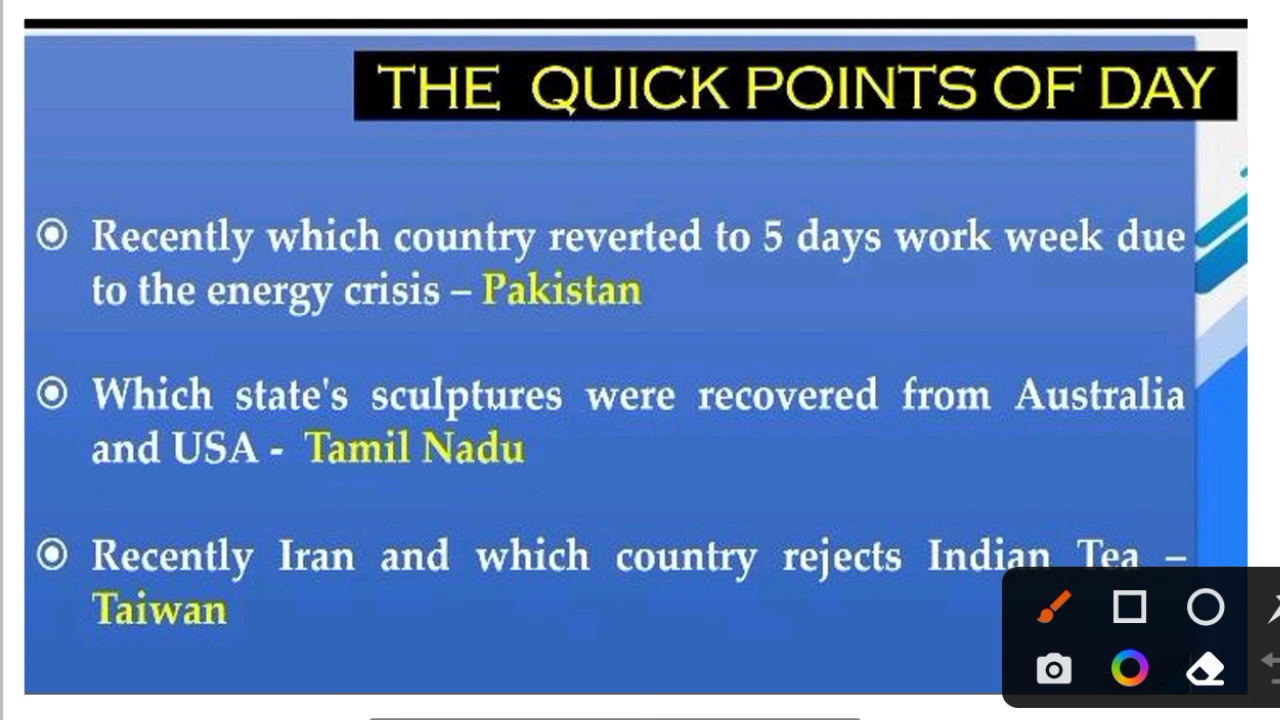 THE QUICK POINTS OF DAY
Recently which country reverted to 5 days work week due
to the energy crisis – Pakistan
Which state's sculptures were recovered from Australia
and USA - Tamil Nadu
Recently Iran and which country rejects Indian Tea –
Taiwan